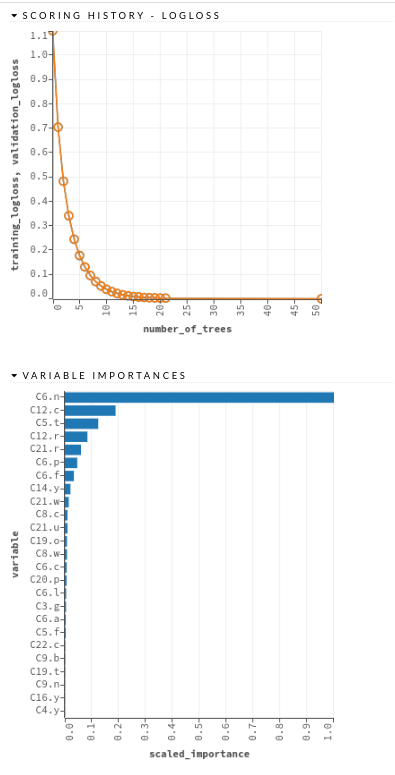 SCORING HISTORY - LOGLOSS
training_logloss, validation_logloss
1.1
1.0
0.9
0.8
0.7
0.6
0.5
0.4
0.3
0.2
0.1
0.0
0 5 10 15 20 25 30 35 40 45 50
number_of_trees
VARIABLE IMPORTANCES
variable
C6.n
C12.c
C5.t
C12.r
C21.r
C6.p
C6.f
C14.y
C21.w
C8.c
C21.u
C19.o
C8.w
C6.c
C20.p
C6.l
C3.g
C6.a
C5.f
C22.c
C9.b
C19.t
C9.n
C16.y
C4.y
0.0 0.1 0.2 0.3 0.4 0.5 0.6 0.7 0.8 0.9 1.0
scaled_importance